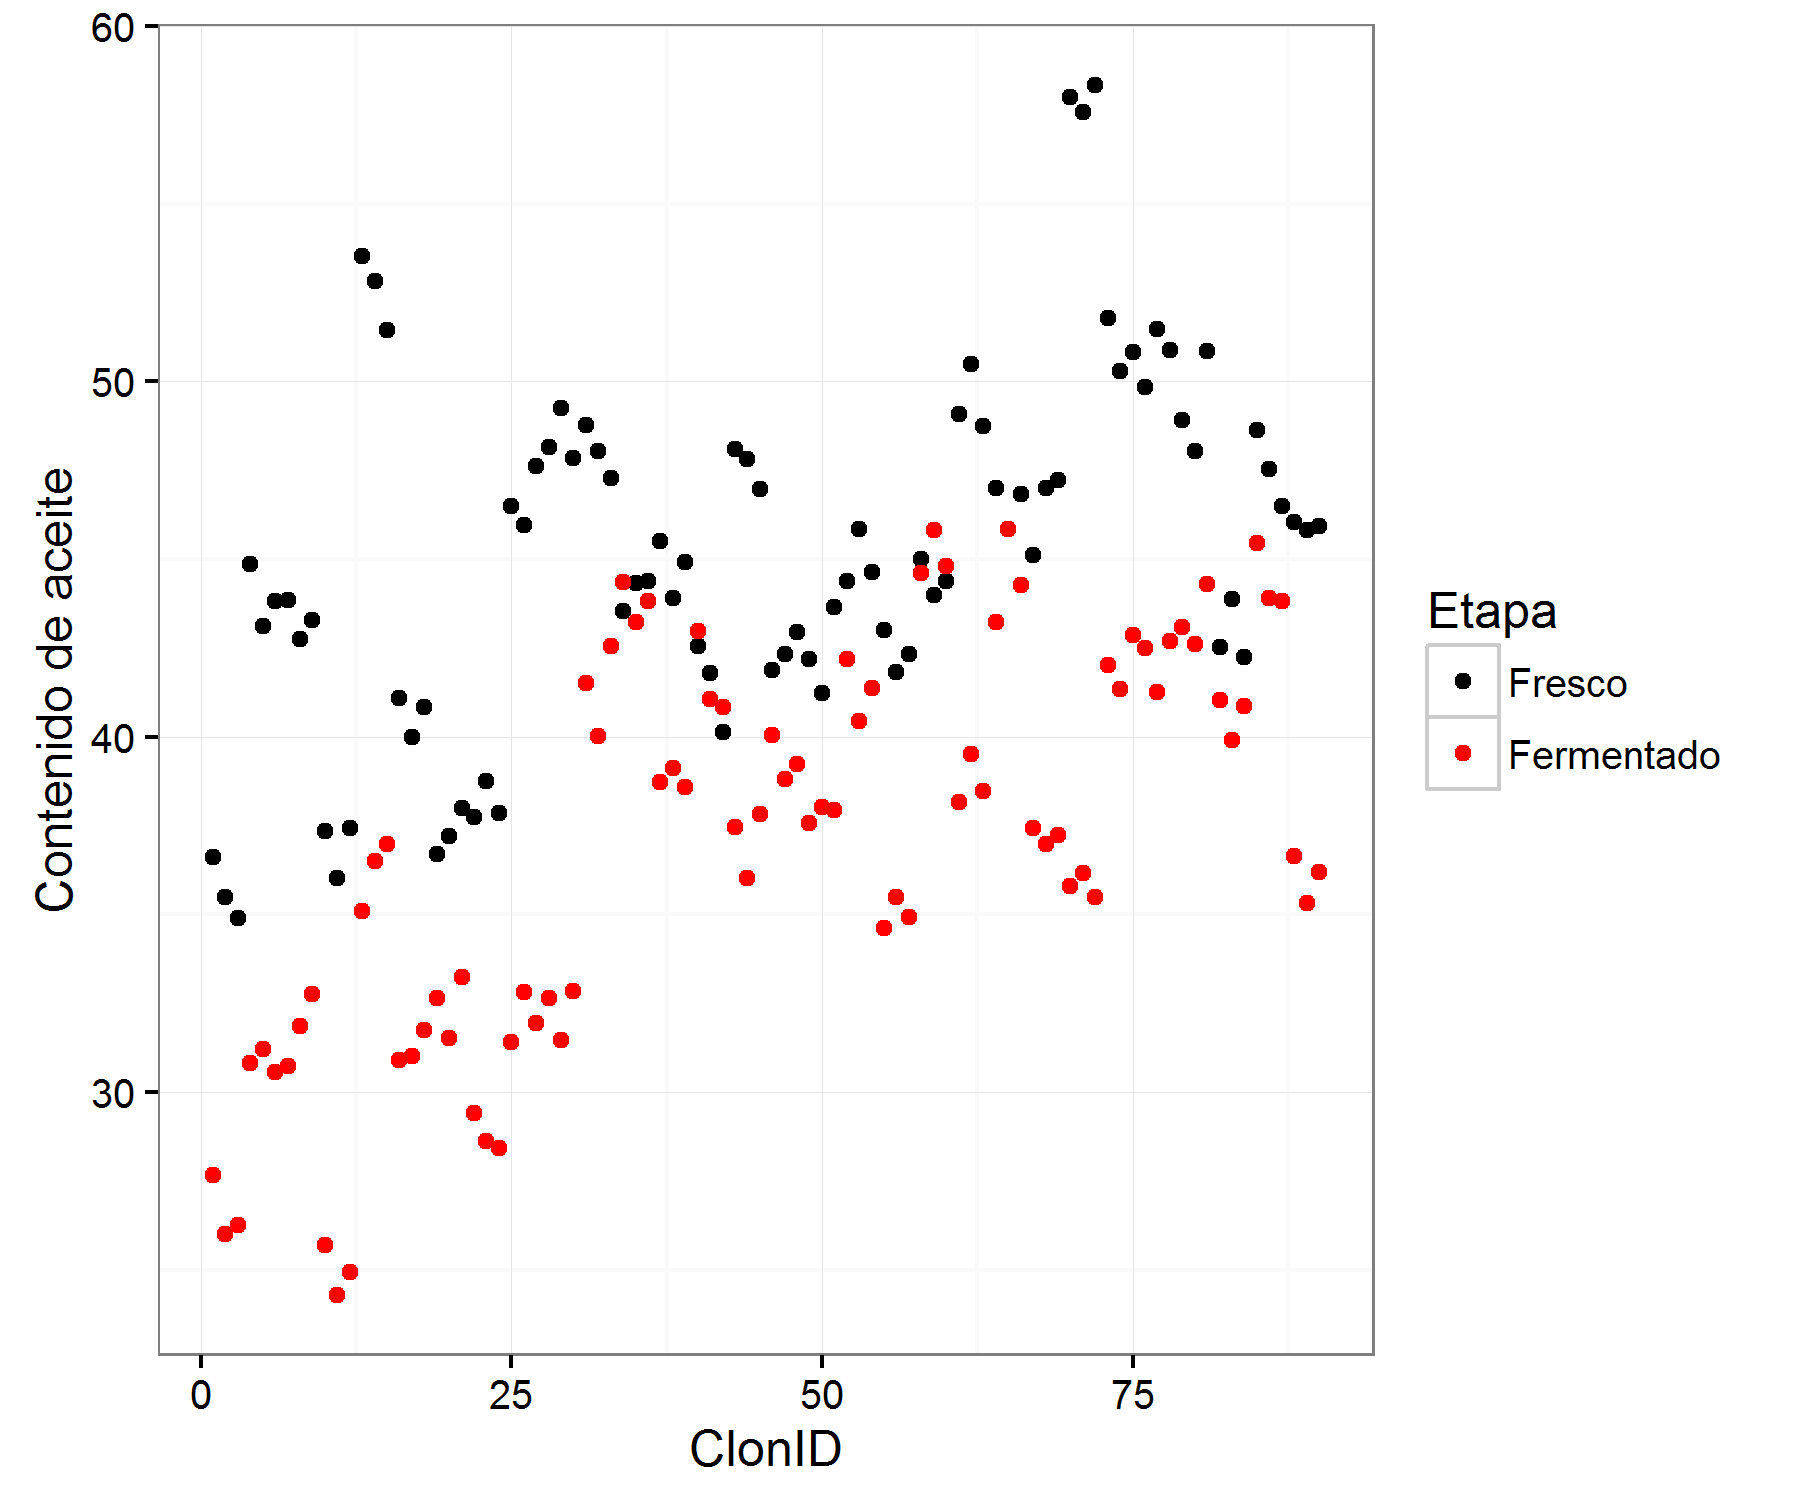 60
50
40
30
Contenido de aceite
0 25 50 75
ClonID
Etapa
Fresco
Fermentado